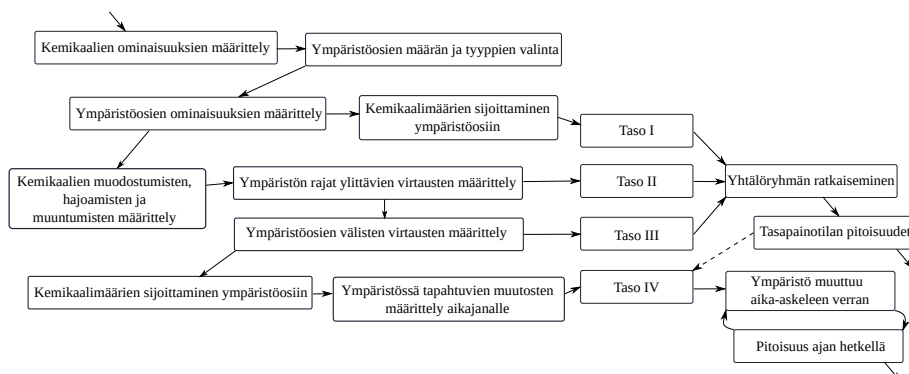 Kemikaalien ominaisuuksien määrittely
Ympäristöosien määrän ja tyyppien valinta
Ympäristöosien ominaisuuksien määrittely
Kemikaalimäärien sijoittaminen
ympäristöosiin
Taso I
Kemikaalien muodostumisten,
hajoamisten ja
muuntumisten määrittely
Ympäristön rajat ylittävien virtausten määrittely
Taso II
Yhtälöryhmän ratkaiseminen
Ympäristöosien välisten virtausten määrittely
Taso III
Tasapainotilan pitoisuudet
Kemikaalimäärien sijoittaminen ympäristöosiin
Ympäristössä tapahtuvien muutosten
määrittely aikajanalle
Taso IV
Ympäristö muuttuu
aika-askeleen verran
Pitoisuus ajan hetkellä